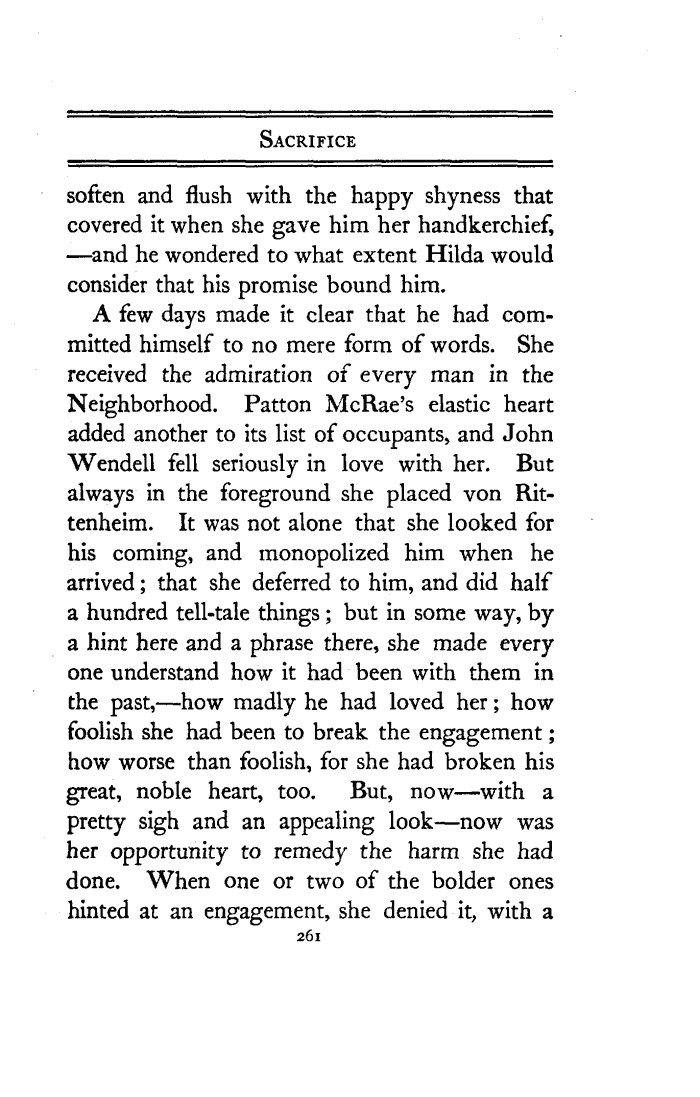 SACRIFICE
soften and flush with the happy shyness that
covered it when she gave him her handkerchief,
—and he wondered to what extent Hilda would
consider that his promise bound him.
A few days made it clear that he had com-
mitted himself to no mere form of words. She
received the admiration of every man in the
Neighborhood. Patton McRae's elastic heart
added another to its list of occupants, and John
Wendell fell seriously in love with her. But
always in the foreground she placed von Rit-
tenheim. It was not alone that she looked for
his coming, and monopolized him when he
arrived; that she deferred to him, and did half
a hundred tell-tale things; but in some way, by
a hint here and a phrase there, she made every
one understand how it had been with them in
the past,—how madly he had loved her; how
foolish she had been to break the engagement;
how worse than foolish, for she had broken his
great, noble heart, too. But, now—with a
pretty sigh and an appealing look—now was
her opportunity to remedy the harm she had
done. When one or two of the bolder ones
hinted at an engagement, she denied it, with a
261